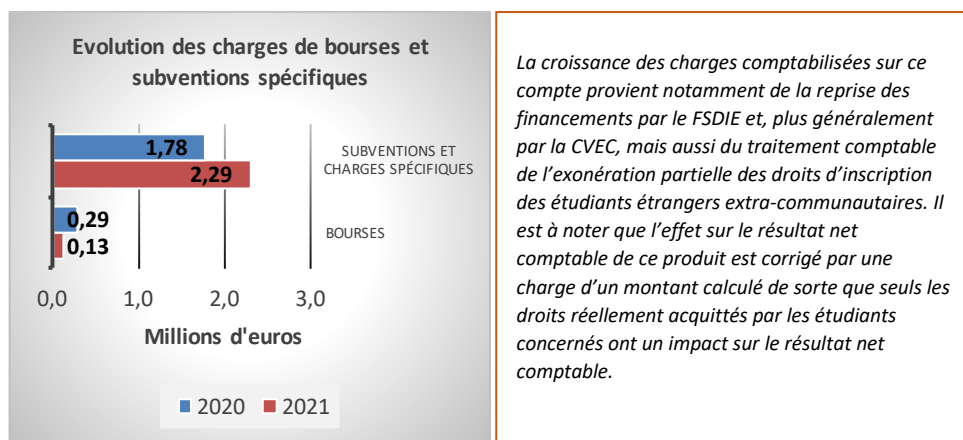 Evolution des charges de bourses et
subventions spécifiques
1,78
2,29
SUBVENTIONS ET
CHARGES SPÉCIFIQUES
0,29
0,13
BOURSES
0,0 1,0 2,0 3,0
Millions d'euros
2020 2021
La croissance des charges comptabilisées sur ce
compte provient notamment de la reprise des
financements par le FSDIE et, plus généralement
par la CVEC, mais aussi du traitement comptable
de l’exonération partielle des droits d’inscription
des étudiants étrangers extra-communautaires. Il
est à noter que l’effet sur le résultat net
comptable de ce produit est corrigé par une
charge d’un montant calculé de sorte que seuls les
droits réellement acquittés par les étudiants
concernés ont un impact sur le résultat net
comptable.